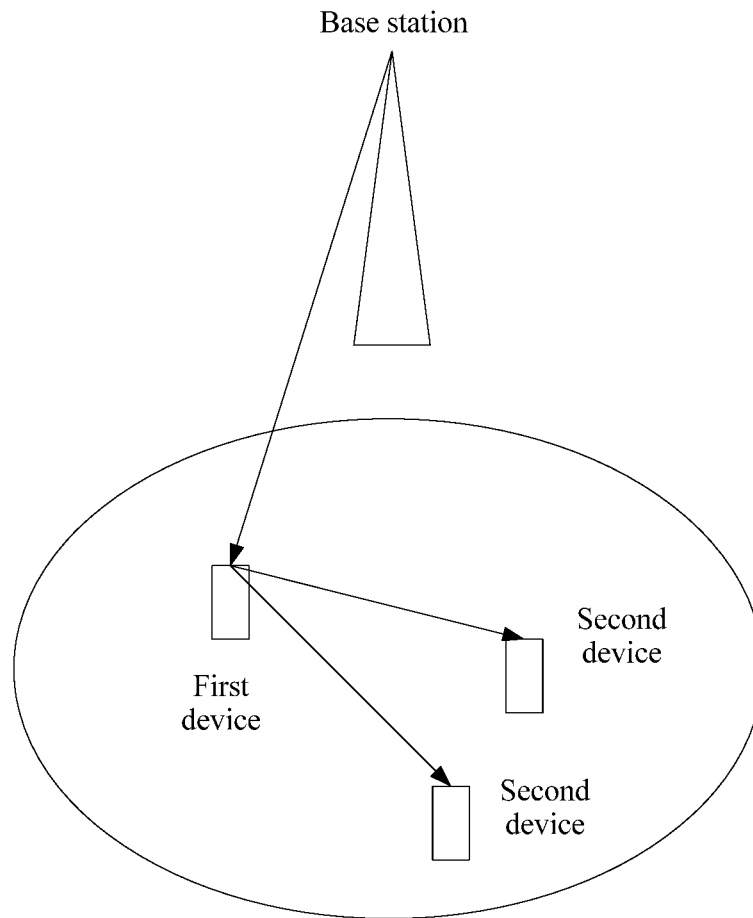 Base station
Second
device
First
device
Second
device